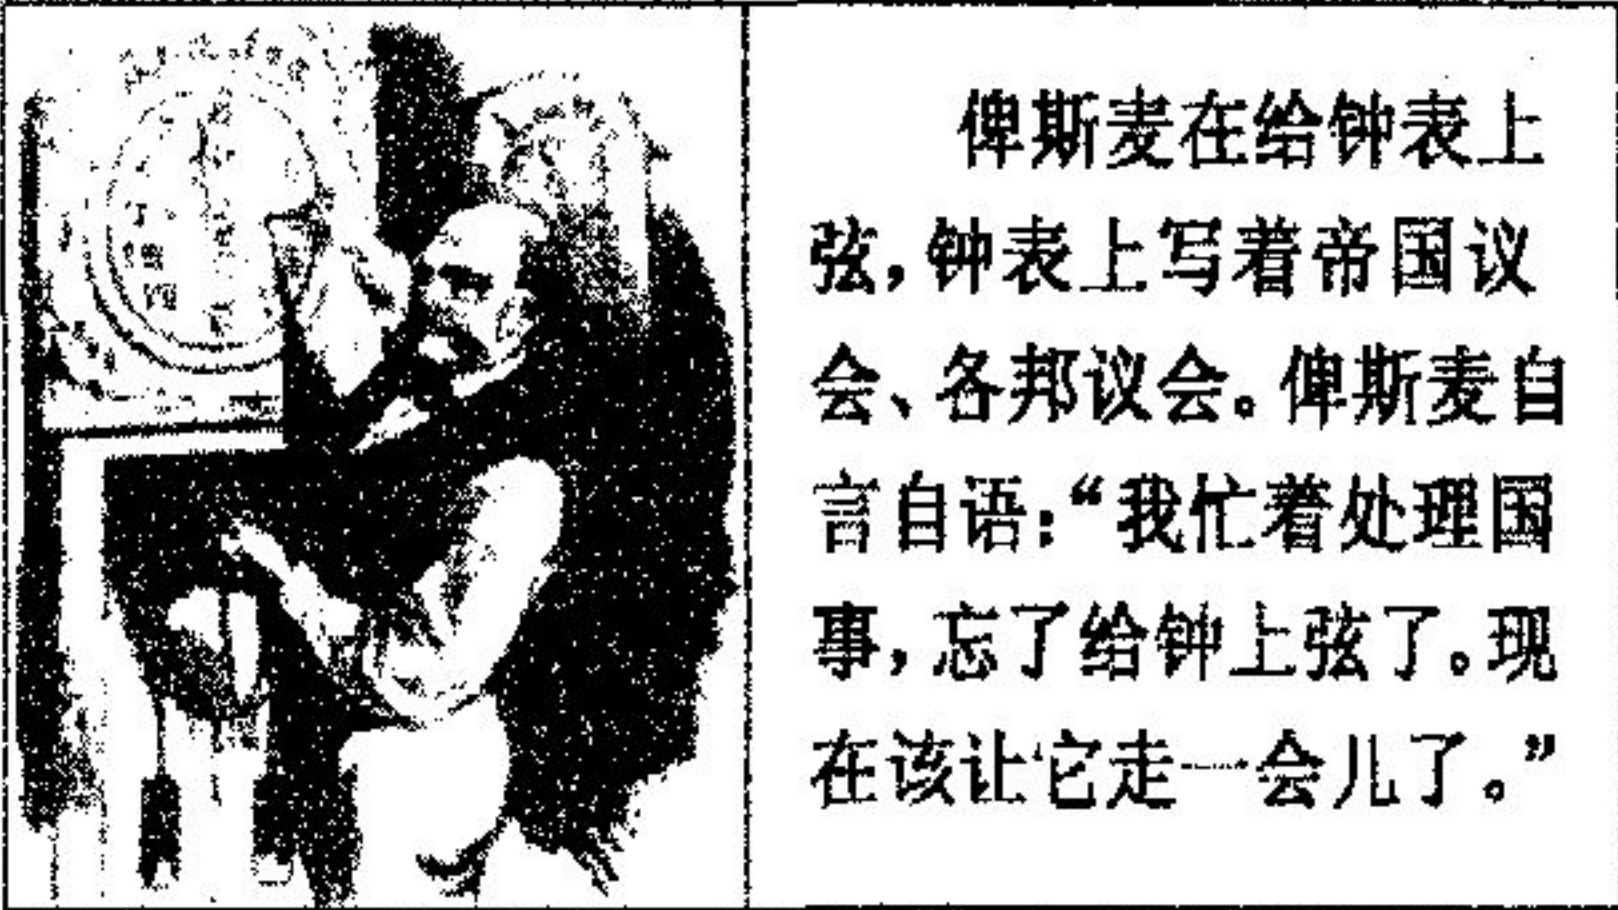 俾斯麦在给钟表上
弦,钟表上写着帝国议
会、各邦议会。俾斯麦自
言自语:“我忙着处理国
事,忘了给钟上弦了。现
在该让它走一会儿了。”